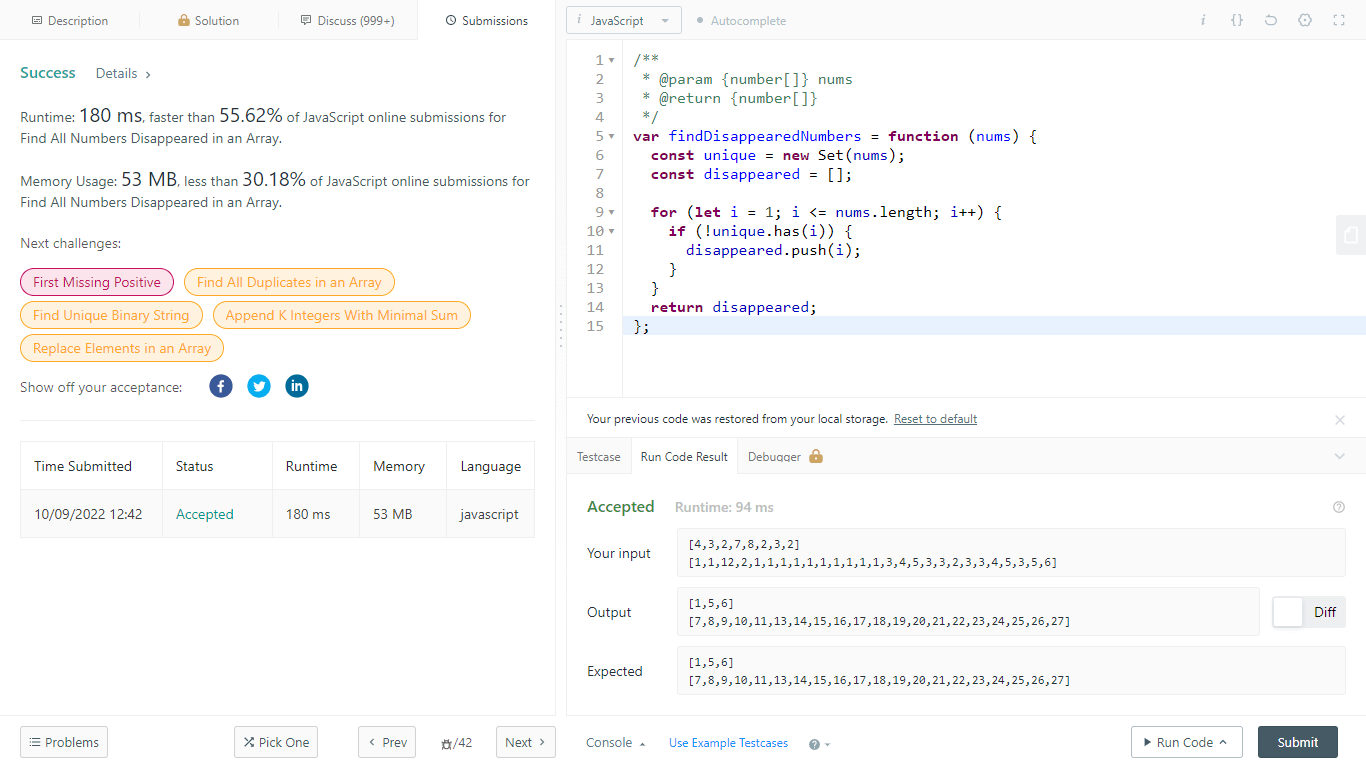 Description
Solution
Discuss (999+)
Submissions
i JavaScript
Autocomplete
i {}
Success Details
Runtime: 180 ms, faster than 55.62% of JavaScript online submissions for
Find All Numbers Disappeared in an Array.
Memory Usage: 53 MB, less than 30.18% of JavaScript online submissions for
Find All Numbers Disappeared in an Array.
Next challenges:
First Missing Positive
Find All Duplicates in an Array
Find Unique Binary String
Append K Integers With Minimal Sum
Replace Elements in an Array
Show off your acceptance:
f
in
Time Submitted Status Runtime Memory Language
10/09/2022 12:42 Accepted 180 ms 53 MB javascript
Problems
Pick One
Prev
/42
Next
1 /**
2  * @param {number[]} nums
3  * @return {number[]}
4  */
5 var findDisappearedNumbers = function (nums) {
6   const unique = new Set(nums);
7   const disappeared = [];
8
9   for (let i = 1; i <= nums.length; i++) {
10     if (!unique.has(i)) {
11       disappeared.push(i);
12     }
13   }
14   return disappeared;
15 };
Your previous code was restored from your local storage. Reset to default
Testcase
Run Code Result
Debugger
Accepted Runtime: 94 ms
?
Your input
[4,3,2,7,8,2,3,2]
[1,1,12,2,1,1,1,1,1,1,1,1,1,1,3,4,5,3,3,2,3,3,4,5,3,5,6]
Output
[1,5,6]
[7,8,9,10,11,13,14,15,16,17,18,19,20,21,22,23,24,25,26,27]
Diff
Expected
[1,5,6]
[7,8,9,10,11,13,14,15,16,17,18,19,20,21,22,23,24,25,26,27]
Console
Use Example Testcases
?
Run Code
Submit